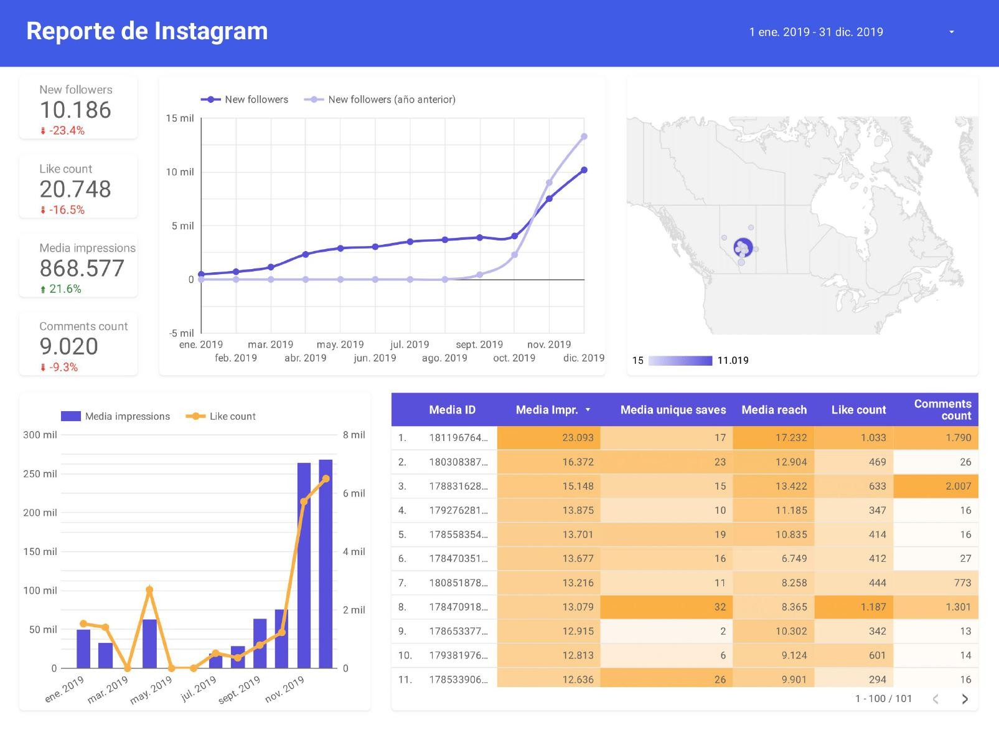 Reporte de Instagram
1 ene. 2019 - 31 dic. 2019
New followers
10.186
-23.4%
Like count
20.748
-16.5%
Media impressions
868.577
21.6%
Comments count
9.020
-9.3%
New followers
New followers (año anterior)
15 mil
10 mil
5 mil
0
-5 mil
ene. 2019
feb. 2019
mar. 2019
abr. 2019
may. 2019
jun. 2019
jul. 2019
ago. 2019
sept. 2019
oct. 2019
nov. 2019
dic. 2019
15
11.019
Media impressions
Like count
300 mil
250 mil
200 mil
150 mil
100 mil
50 mil
0
8 mil
6 mil
4 mil
2 mil
0
ene. 2019
mar. 2019
may. 2019
jul. 2019
sept. 2019
nov. 2019
Media ID Media Impr. Media unique saves Media reach Like count Comments count
1. 181196764... 23.093 17 17.232 1.033 1.790
2. 180308387... 16.372 23 12.904 469 26
3. 178831628... 15.148 15 13.422 633 2.007
4. 179276281... 13.875 10 11.185 347 16
5. 178558354... 13.701 19 10.835 414 16
6. 178470351... 13.677 16 6.749 412 27
7. 180851878... 13.216 11 8.258 444 773
8. 178470918... 13.079 32 8.365 1.187 1.301
9. 178653377... 12.915 2 10.302 342 13
10. 179381976... 12.813 6 9.124 601 14
11. 178533906... 12.636 26 9.901 294 16
1 - 100 / 101